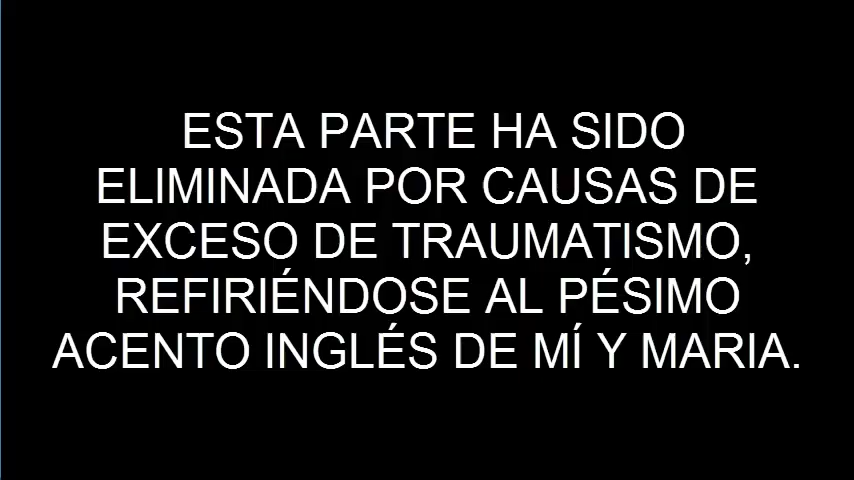 ESTA PARTE HA SIDO
ELIMINADA POR CAUSAS DE
EXCESO DE TRAUMATISMO,
REFIRIÉNDOSE AL PÉSIMO
ACENTO INGLÉS DE MÍ Y MARIA.